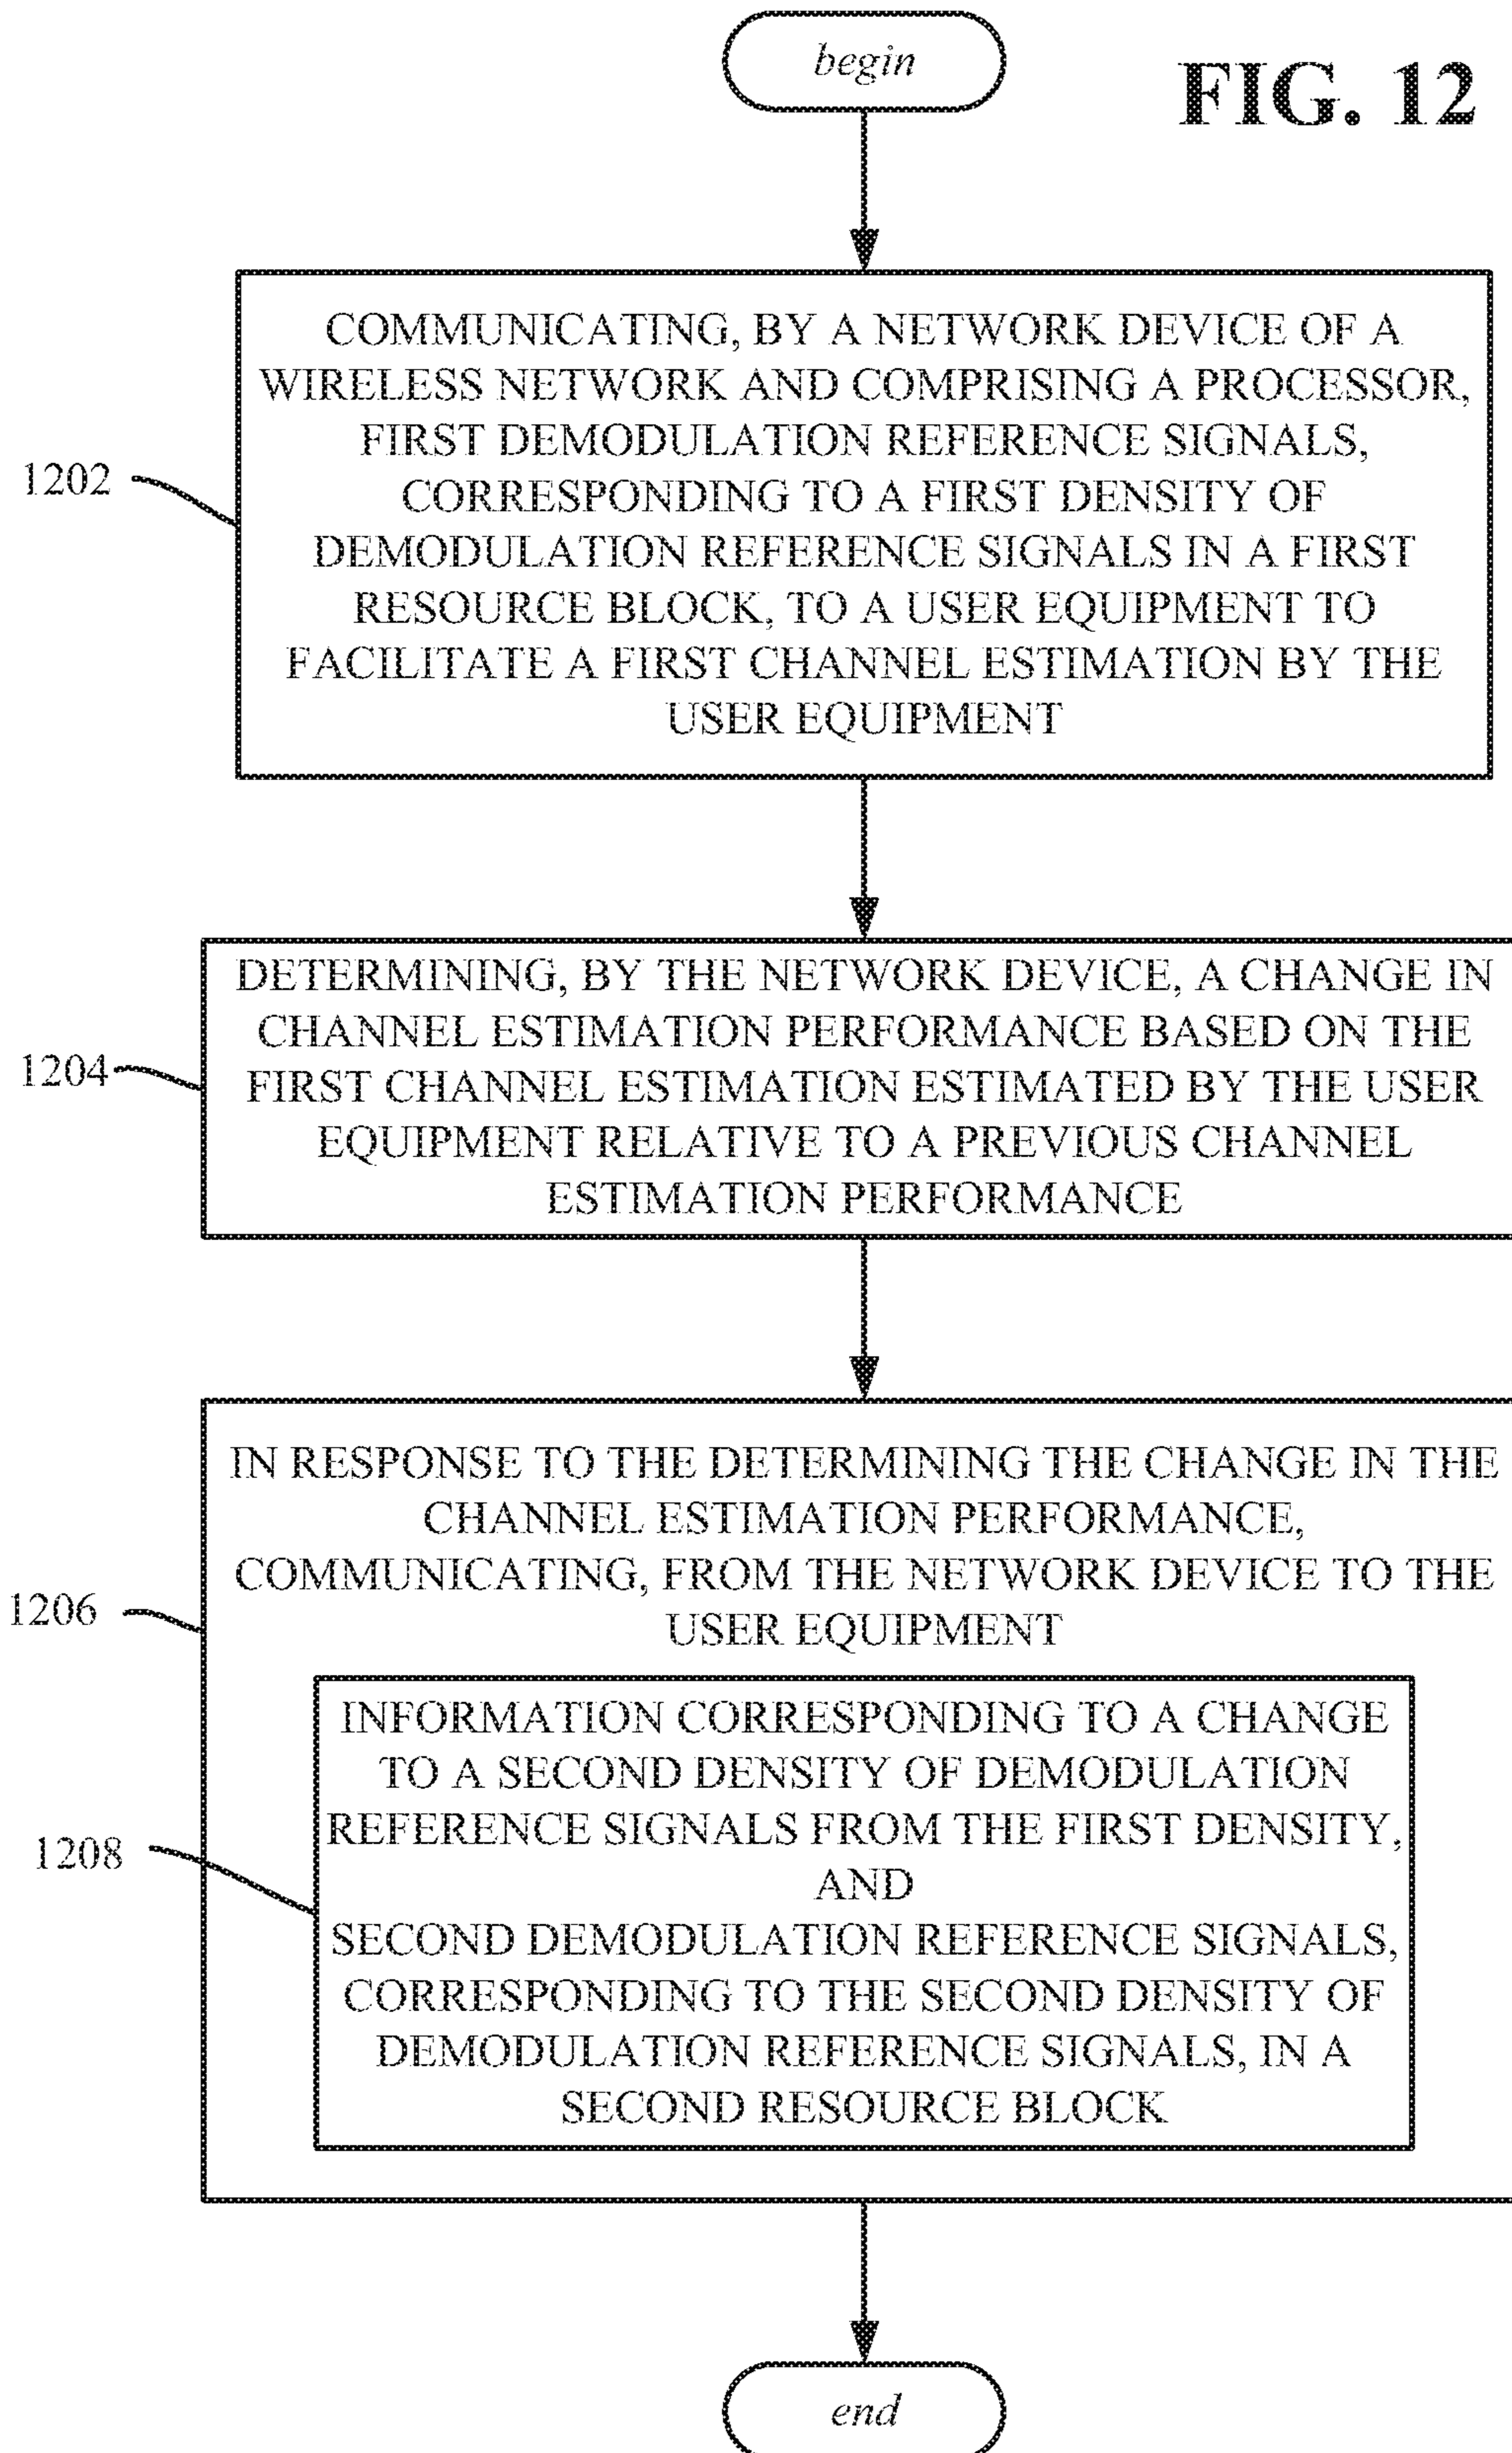 begin
FIG. 12
COMMUNICATING, BY A NETWORK DEVICE OF A
WIRELESS NETWORK AND COMPRISING A PROCESSOR,
FIRST DEMODULATION REFERENCE SIGNALS,
CORRESPONDING TO A FIRST DENSITY OF
DEMODULATION REFERENCE SIGNALS IN A FIRST
RESOURCE BLOCK, TO A USER EQUIPMENT TO
FACILITATE A FIRST CHANNEL ESTIMATION BY THE
USER EQUIPMENT
1202
DETERMINING, BY THE NETWORK DEVICE, A CHANGE IN
CHANNEL ESTIMATION PERFORMANCE BASED ON THE
FIRST CHANNEL ESTIMATION ESTIMATED BY THE USER
EQUIPMENT RELATIVE TO A PREVIOUS CHANNEL
ESTIMATION PERFORMANCE
1204
IN RESPONSE TO THE DETERMINING THE CHANGE IN THE
CHANNEL ESTIMATION PERFORMANCE,
COMMUNICATING, FROM THE NETWORK DEVICE TO THE
USER EQUIPMENT
1206
INFORMATION CORRESPONDING TO A CHANGE
TO A SECOND DENSITY OF DEMODULATION
REFERENCE SIGNALS FROM THE FIRST DENSITY,
AND
SECOND DEMODULATION REFERENCE SIGNALS,
CORRESPONDING TO THE SECOND DENSITY OF
DEMODULATION REFERENCE SIGNALS, IN A
SECOND RESOURCE BLOCK
1208
end